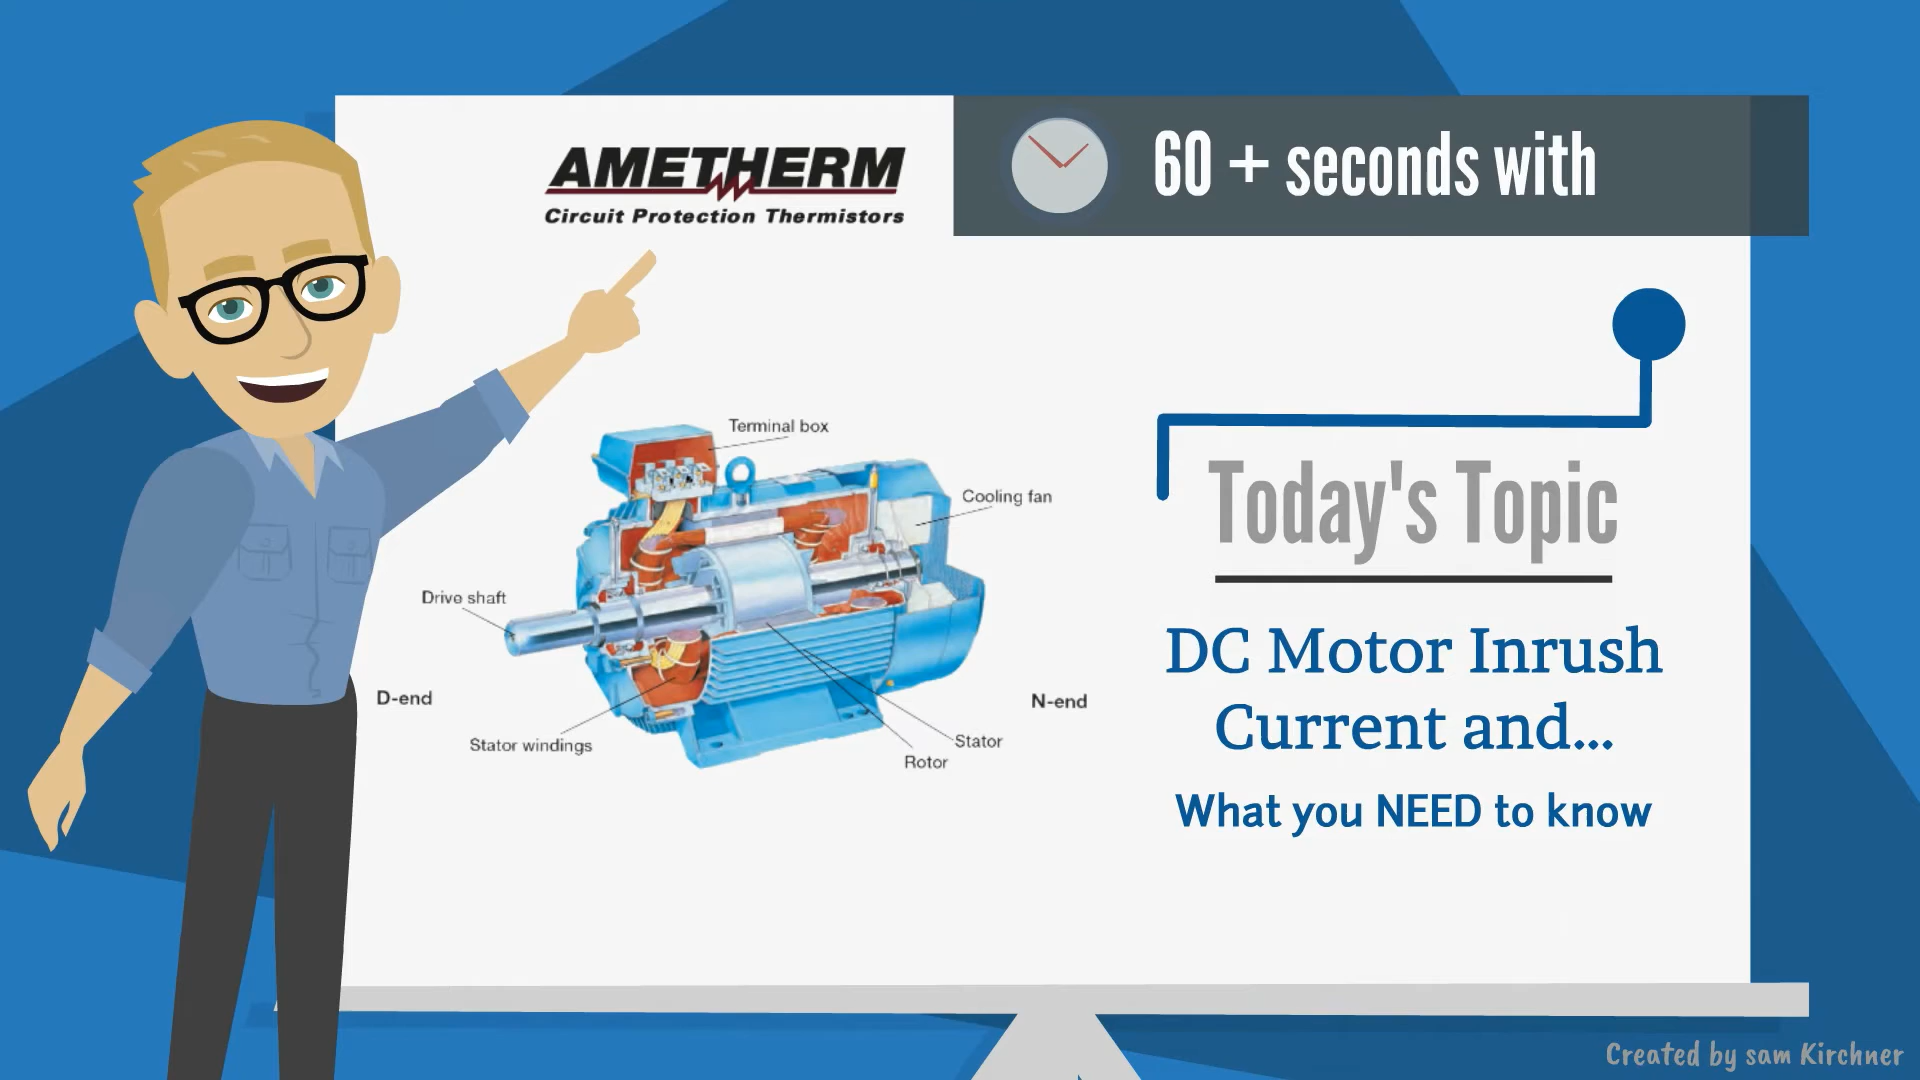 AMETHERM
Circuit Protection Thermistors
60 + seconds with
Terminal box
Cooling fan
Drive shaft
D-end
N-end
Stator windings
Stator
Rotor
Today's Topic
DC Motor Inrush
Current and...
What you NEED to know
Created by sam Kirchner